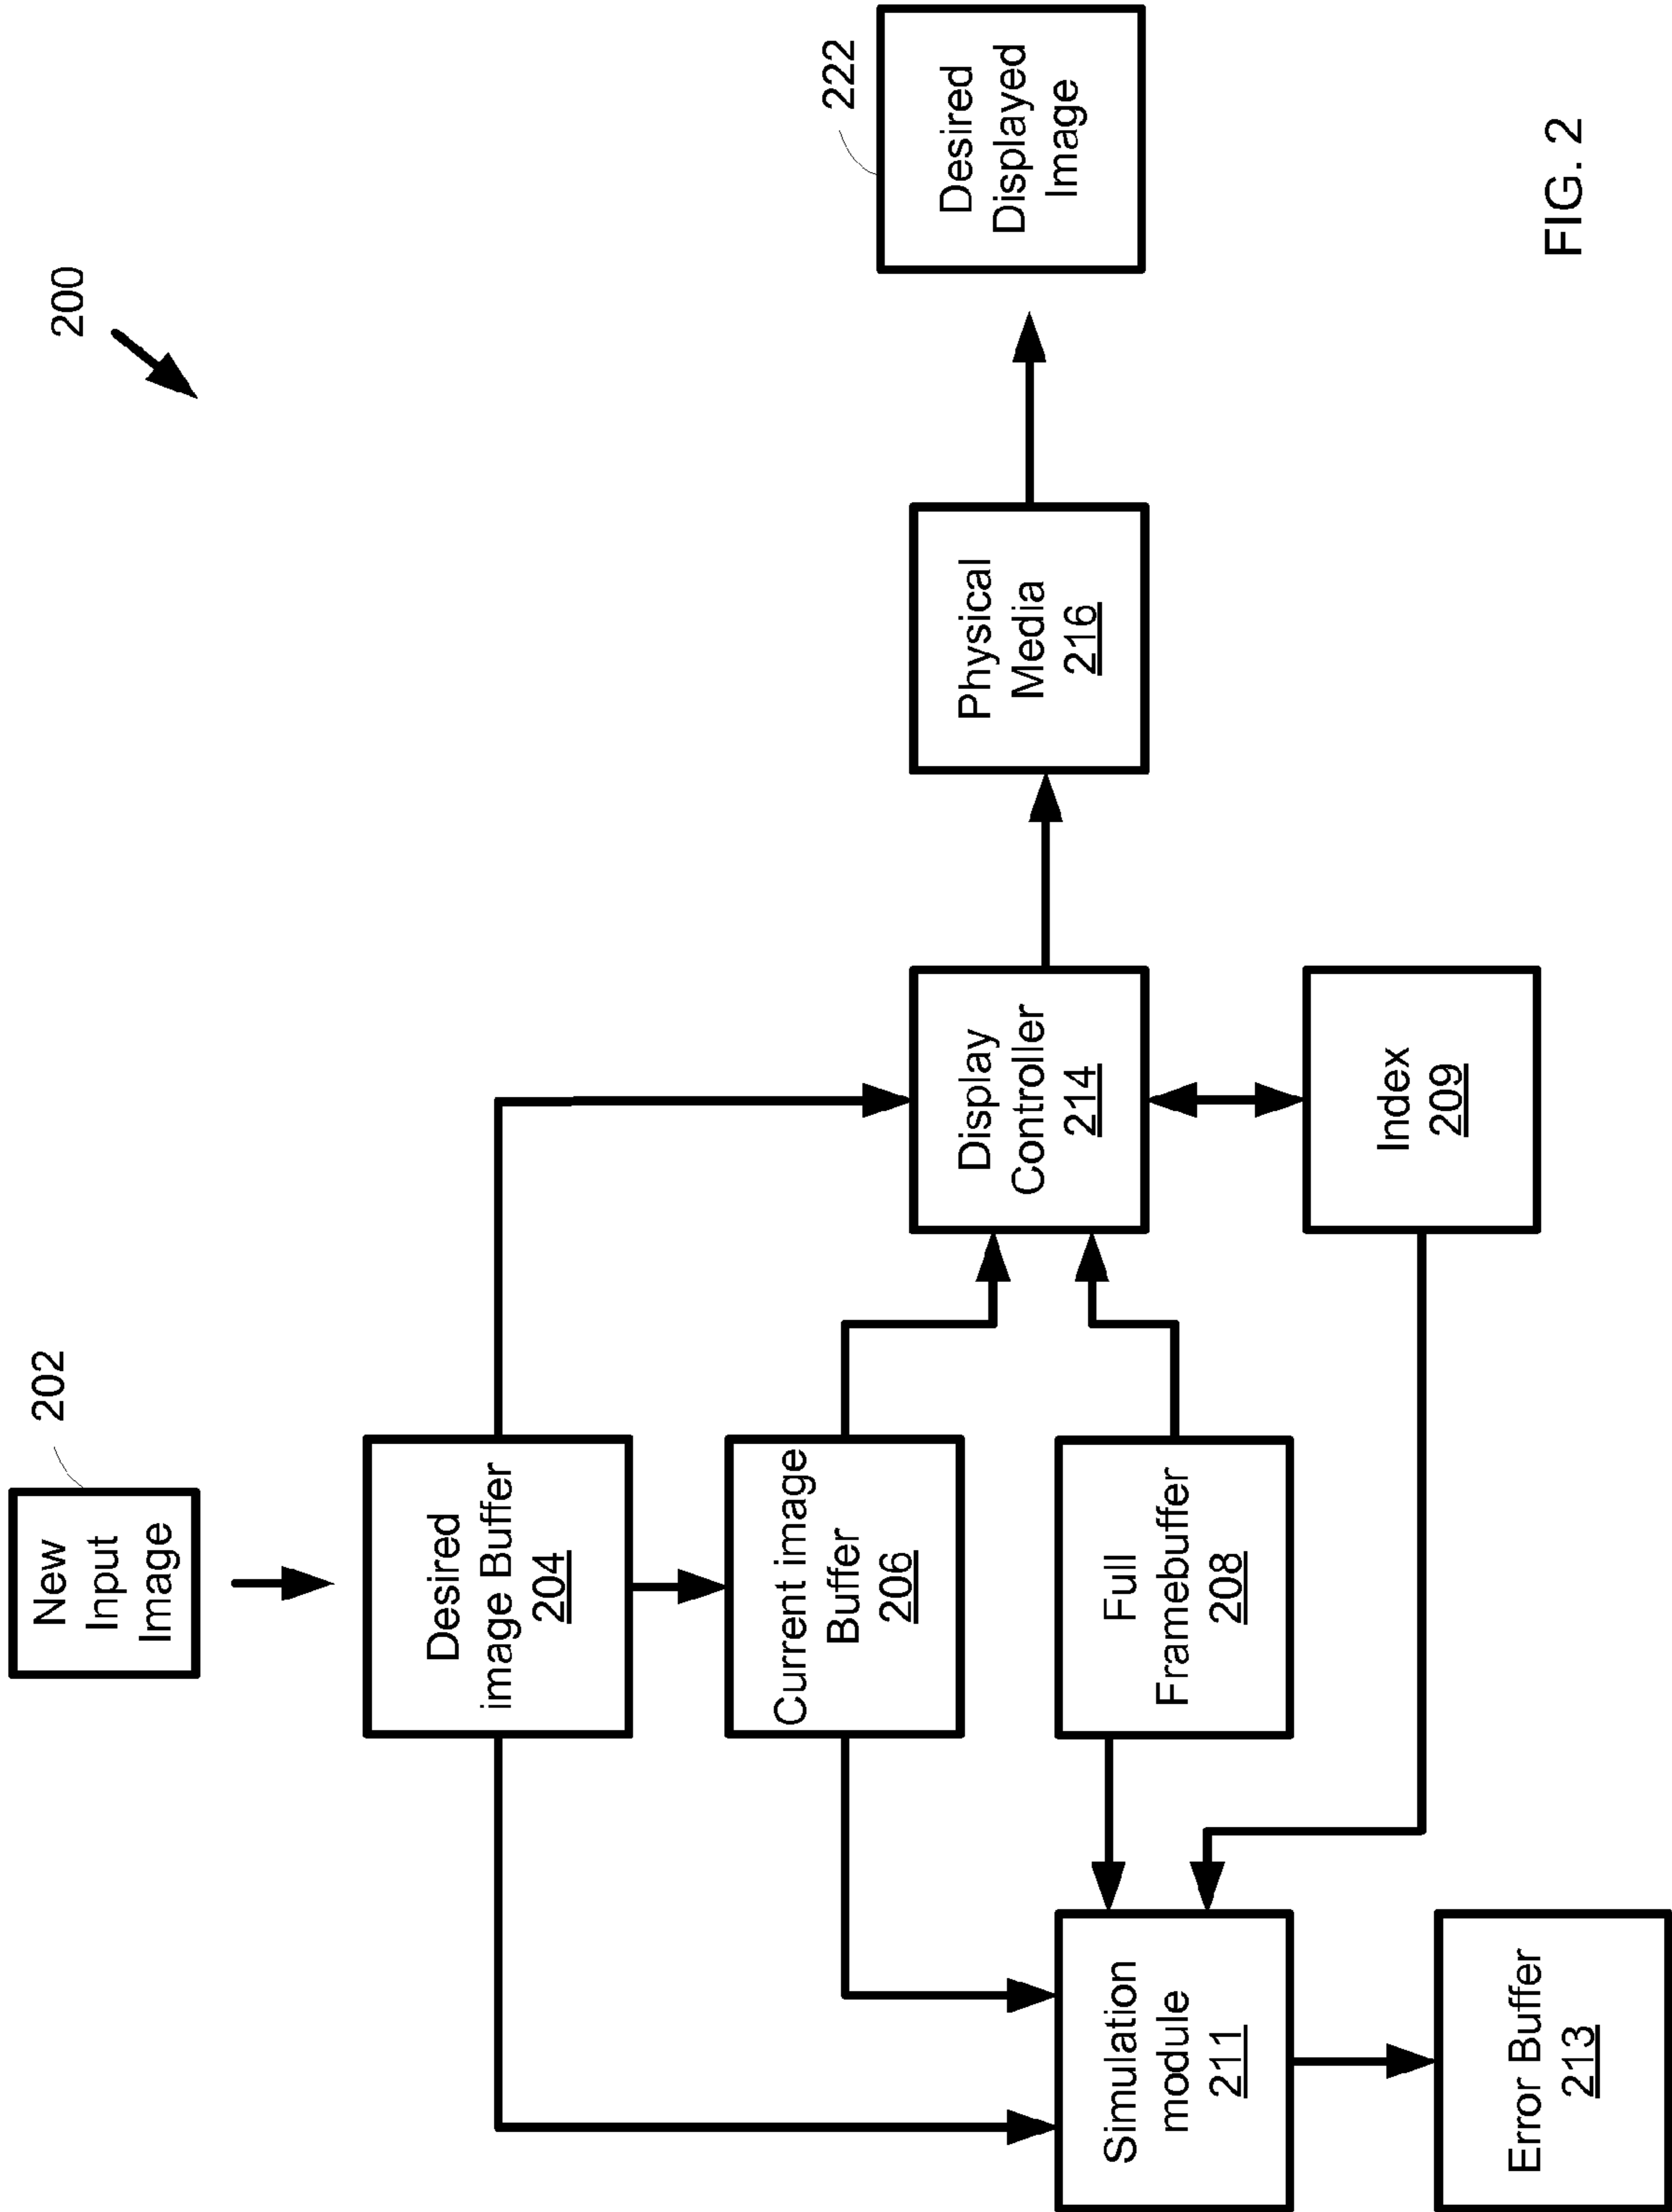 200
202
New
Input
Image
Desired
image Buffer
204
Current image
Buffer
206
Full
Framebuffer
208
Simulation
module
211
Error Buffer
213
Display
Controller
214
Index
209
Physical
Media
216
222
Desired
Displayed
Image
FIG. 2